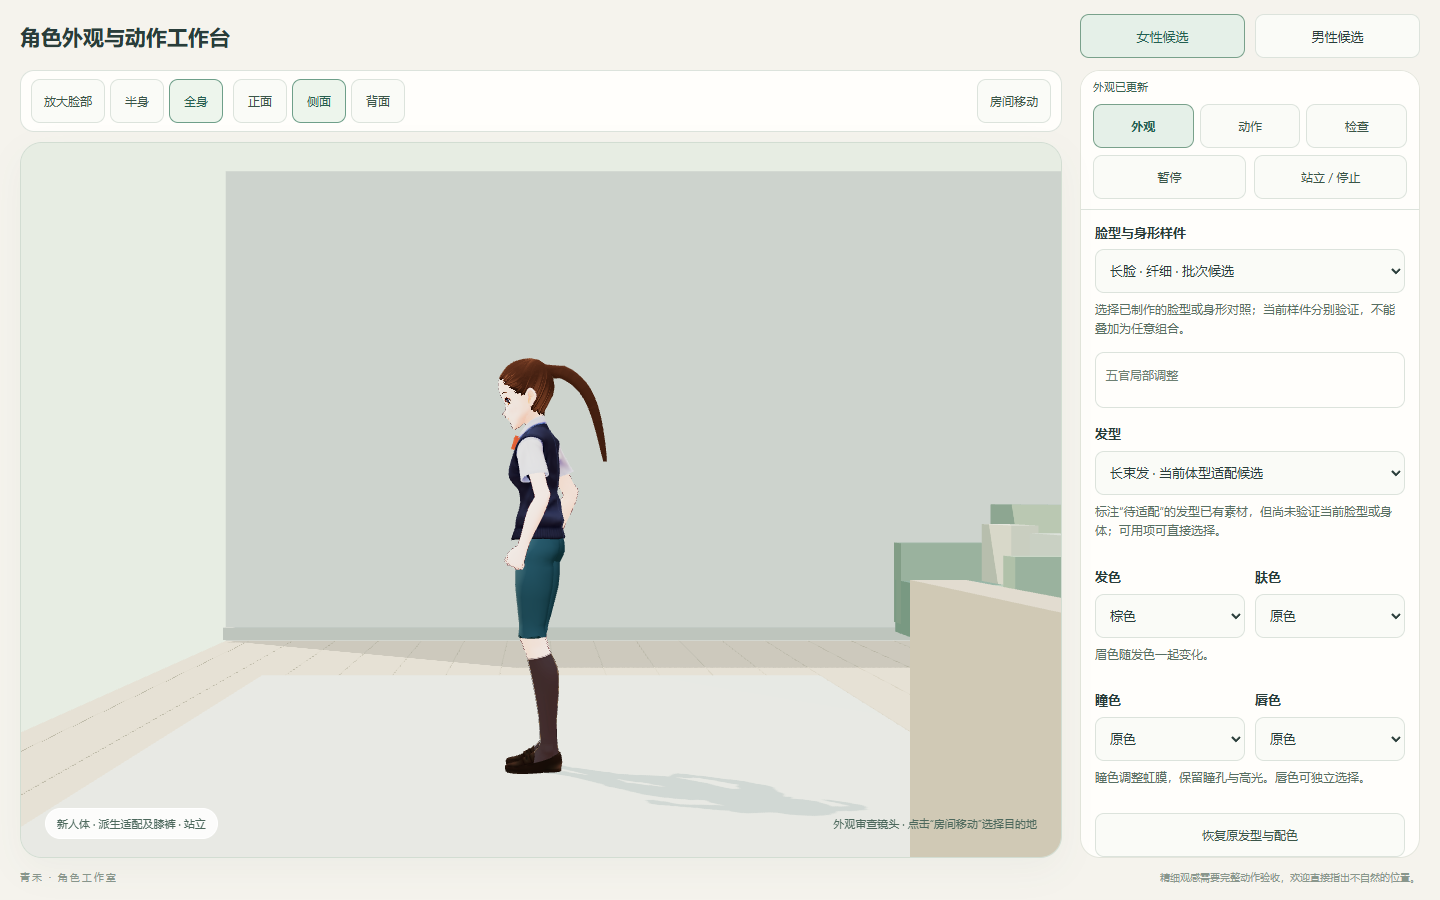 角色外观与动作工作台
女性候选
男性候选
放大脸部
半身
全身
正面
侧面
背面
房间移动
外观已更新
外观
动作
检查
暂停
站立 / 停止
脸型与身形样件
长脸 · 纤细 · 批次候选
选择已制作的脸型或身形对照；当前样件分别验证，不能
叠加为任意组合。
五官局部调整
发型
长束发 · 当前体型适配候选
标注“待适配”的发型已有素材，但尚未验证当前脸型或身
体；可用项可直接选择。
发色
肤色
棕色
原色
眉色随发色一起变化。
瞳色
唇色
原色
原色
瞳色调整虹膜，保留瞳孔与高光。唇色可独立选择。
恢复原发型与配色
新人体 · 派生适配及膝裤 · 站立
外观审查镜头 · 点击“房间移动”选择目的地
青禾 · 角色工作室
精细观感需要完整动作验收，欢迎直接指出不自然的位置。